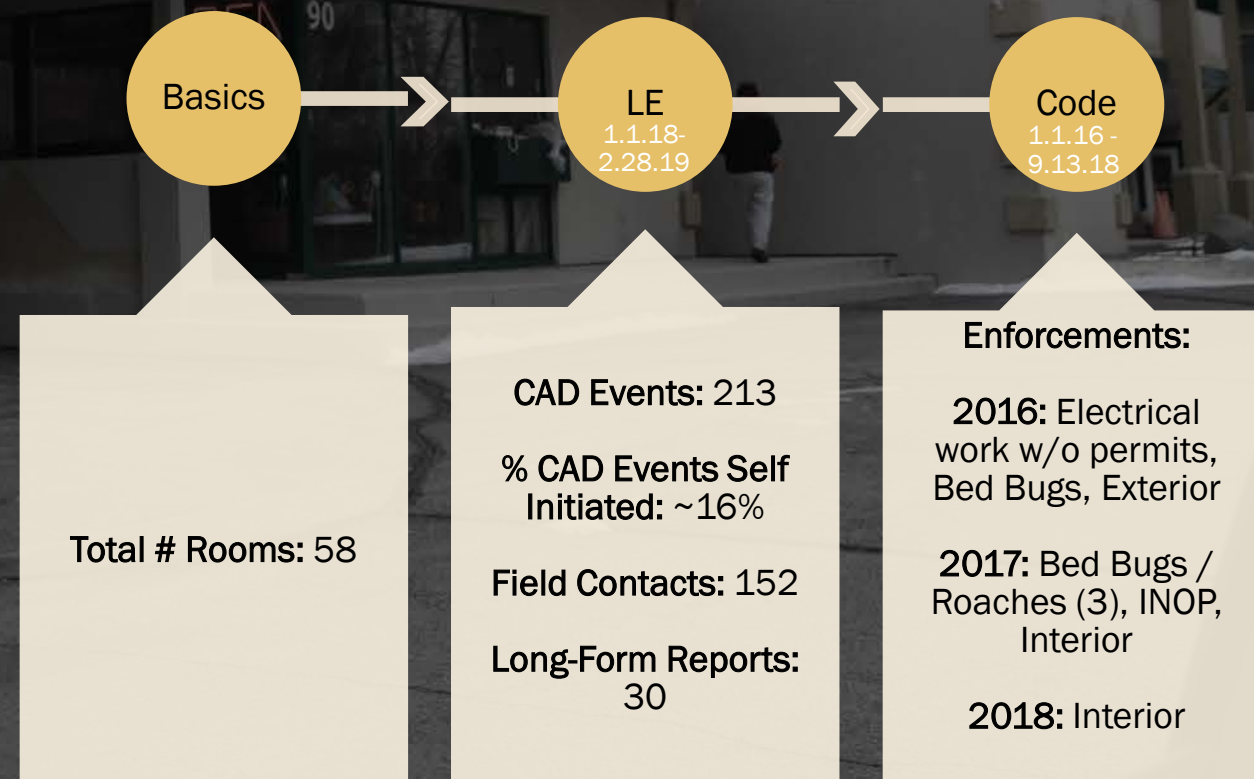 90
Basics
LE
1.1.18-
2.28.19
Code
1.1.16 -
9.13.18
Total # Rooms: 58
CAD Events: 213
% CAD Events Self
Initiated: ~16%
Field Contacts: 152
Long-Form Reports:
30
Enforcements:
2016: Electrical
work w/o permits,
Bed Bugs, Exterior
2017: Bed Bugs /
Roaches (3), INOP,
Interior
2018: Interior